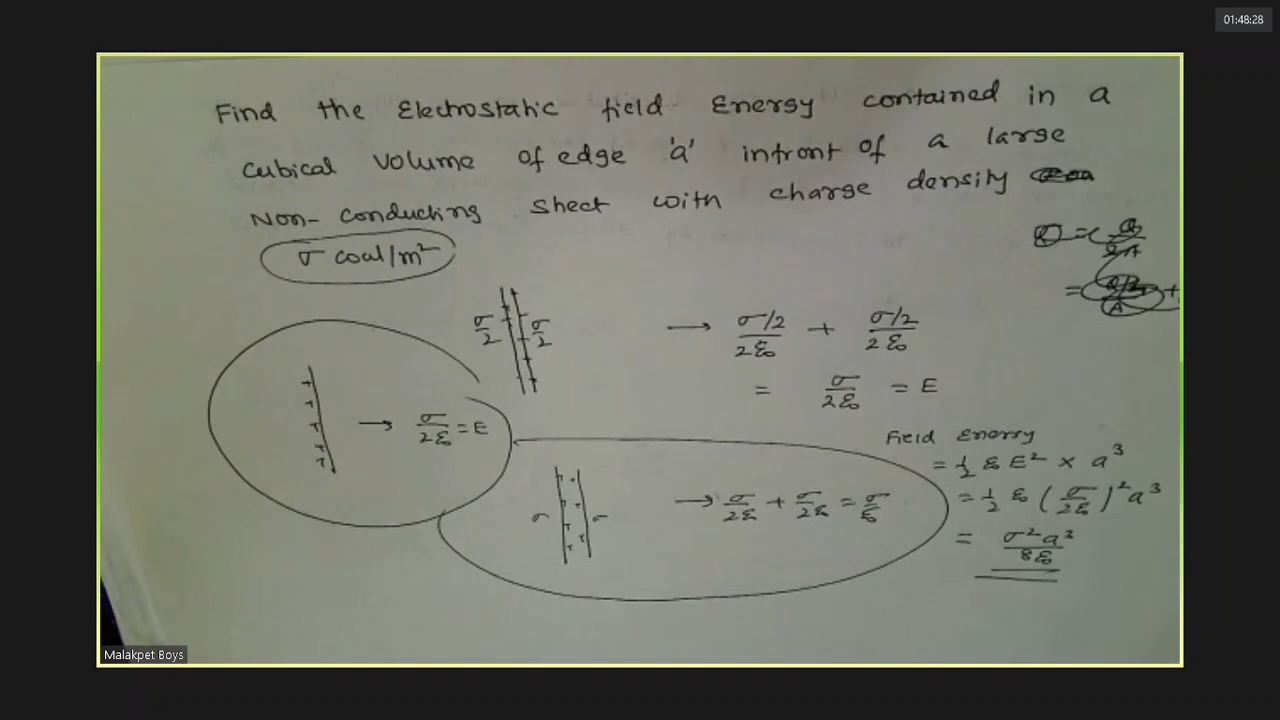 01:48:28
Find the Electrostatic field Energy contained in a
cubical volume of edge 'a' infront of a large
Non-conducting sheet with charge density
σ coul/m²
σ/2 σ/2 → σ/2 / 2ε₀ + σ/2 / 2ε₀
= σ/2ε₀ = E
→ σ/2ε₀ = E
Field Energy
= ½ ε₀ E² × a³
σ σ → σ/2ε₀ + σ/2ε₀ = σ/ε₀
= ½ ε₀ (σ/2ε₀)² a³
= σ²a³/8ε₀
Malakpet Boys